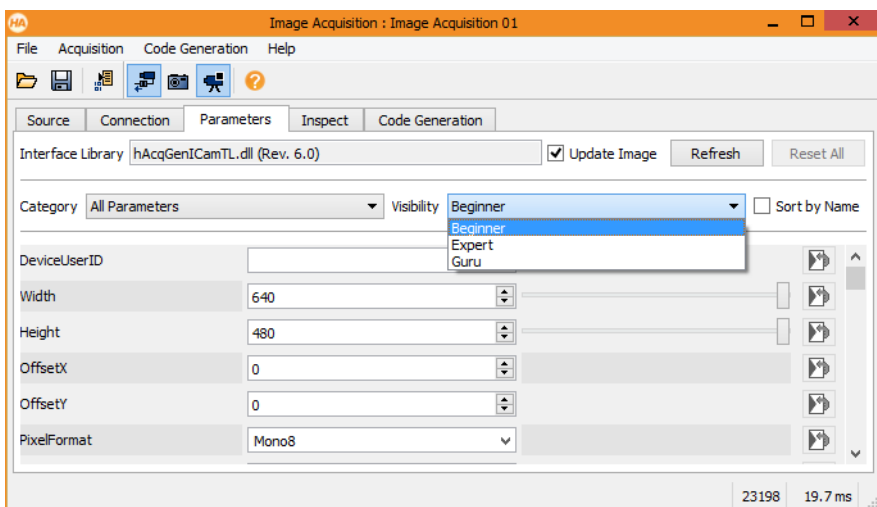 HA Image Acquisition : Image Acquisition 01
File Acquisition Code Generation Help
Source Connection Parameters Inspect Code Generation
Interface Library hAcqGenICamTL.dll (Rev. 6.0) Update Image Refresh Reset All
Category All Parameters Visibility Beginner Sort by Name
Beginner
Expert
Guru
DeviceUserID
Width 640
Height 480
OffsetX 0
OffsetY 0
PixelFormat Mono8
23198 19.7 ms